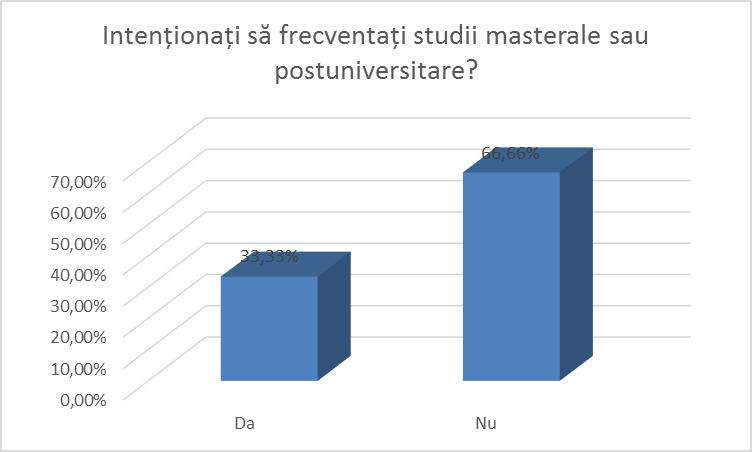 Intenționați să frecventați studii masterale sau
postuniversitare?
66,66%
70,00%
60,00%
50,00%
33,33%
40,00%
30,00%
20,00%
10,00%
0,00%
Da
Nu